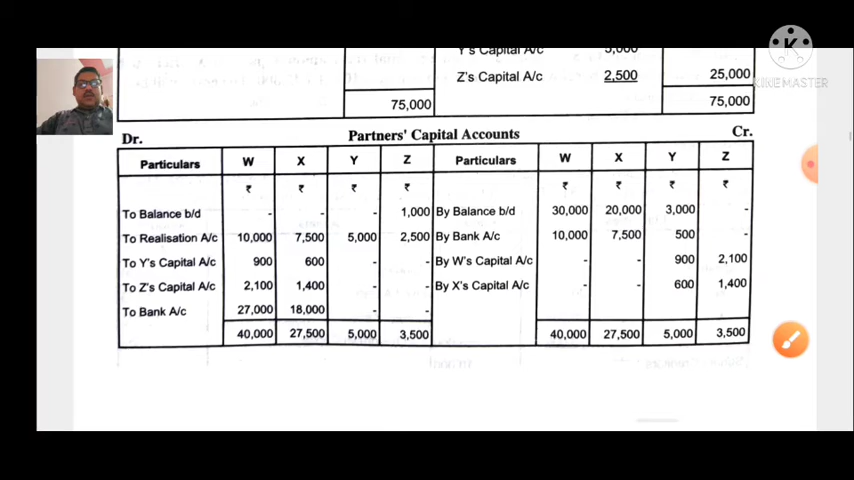 K
KINEMASTER
Y's Capital A/c 5,000
Z's Capital A/c 2,500 25,000
75,000 75,000
Dr. Partners' Capital Accounts Cr.
Particulars W X Y Z Particulars W X Y Z
₹ ₹ ₹ ₹ ₹ ₹ ₹ ₹
To Balance b/d - - - 1,000 By Balance b/d 30,000 20,000 3,000 -
To Realisation A/c 10,000 7,500 5,000 2,500 By Bank A/c 10,000 7,500 500 -
To Y's Capital A/c 900 600 - - By W's Capital A/c - - 900 2,100
To Z's Capital A/c 2,100 1,400 - - By X's Capital A/c - - 600 1,400
To Bank A/c 27,000 18,000 - -
40,000 27,500 5,000 3,500 40,000 27,500 5,000 3,500